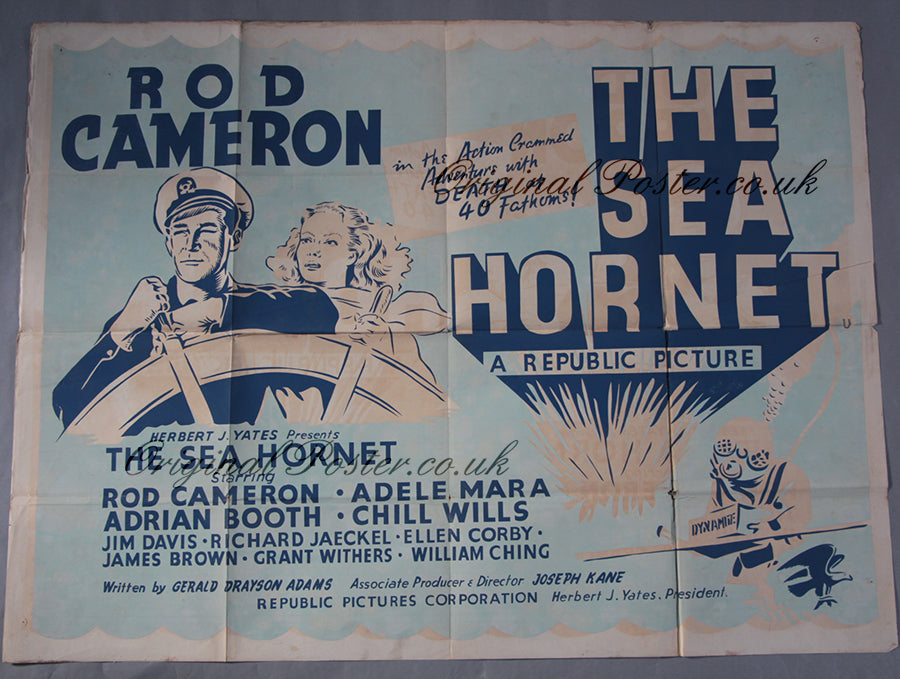 ROD
CAMERON
in the Action Crammed
Adventure with
DEATH
40 Fathoms!
THE
SEA
HORNET
A REPUBLIC PICTURE
OriginalPoster.co.uk
HERBERT J. YATES Presents
THE SEA HORNET
Starring
OriginalPoster.co.uk
ROD CAMERON · ADELE MARA
ADRIAN BOOTH · CHILL WILLS
JIM DAVIS · RICHARD JAECKEL · ELLEN CORBY ·
JAMES BROWN · GRANT WITHERS · WILLIAM CHING
DYNAMITE
Written by GERALD DRAYSON ADAMS Associate Producer & Director JOSEPH KANE
REPUBLIC PICTURES CORPORATION Herbert J. Yates, President.